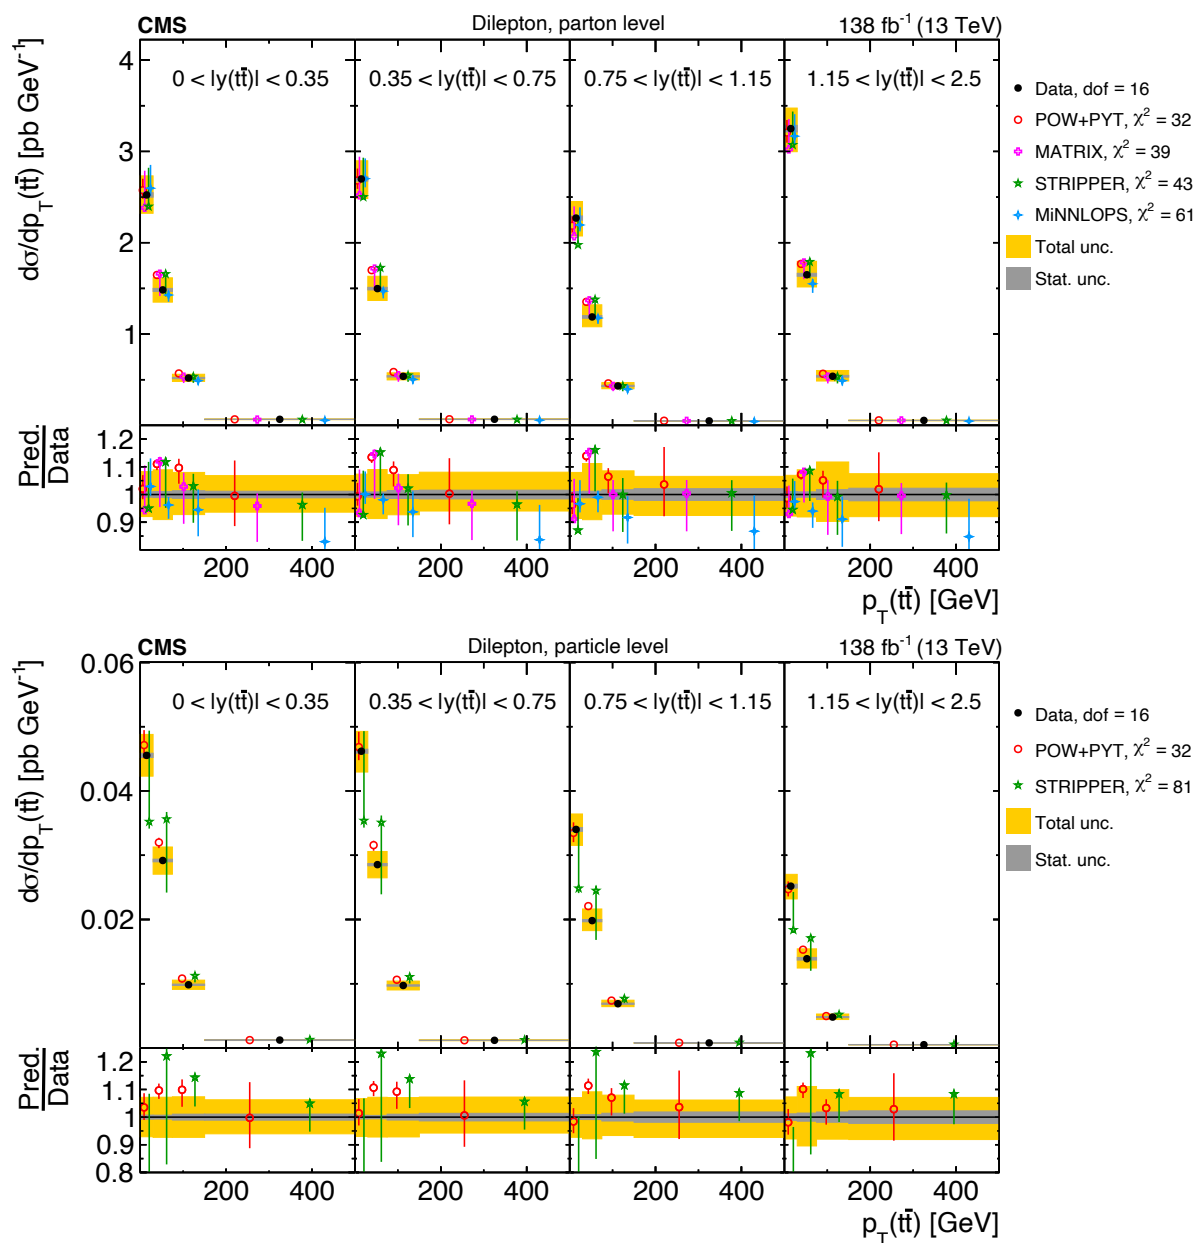 CMS Dilepton, parton level 138 fb⁻¹ (13 TeV)
dσ/dp_T(tt̄) [pb GeV⁻¹]
4
3
2
1
0 < |y(tt̄)| < 0.35
0.35 < |y(tt̄)| < 0.75
0.75 < |y(tt̄)| < 1.15
1.15 < |y(tt̄)| < 2.5
Data, dof = 16
POW+PYT, χ² = 32
MATRIX, χ² = 39
STRIPPER, χ² = 43
MiNNLOPS, χ² = 61
Total unc.
Stat. unc.
Pred.
Data
1.2
1.1
1
0.9
200 400 200 400 200 400 200 400
p_T(tt̄) [GeV]
CMS Dilepton, particle level 138 fb⁻¹ (13 TeV)
dσ/dp_T(tt̄) [pb GeV⁻¹]
0.06
0.04
0.02
0 < |y(tt̄)| < 0.35
0.35 < |y(tt̄)| < 0.75
0.75 < |y(tt̄)| < 1.15
1.15 < |y(tt̄)| < 2.5
Data, dof = 16
POW+PYT, χ² = 32
STRIPPER, χ² = 81
Total unc.
Stat. unc.
Pred.
Data
1.2
1.1
1
0.9
0.8
200 400 200 400 200 400 200 400
p_T(tt̄) [GeV]